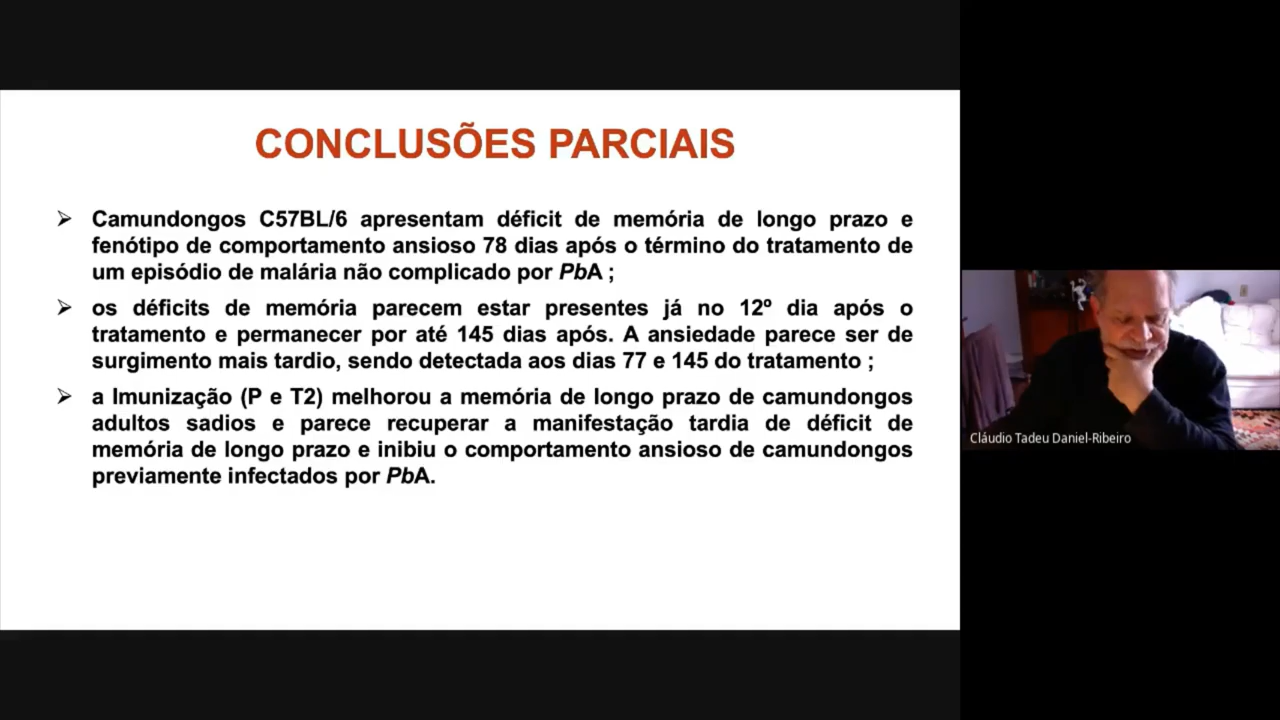 CONCLUSÕES PARCIAIS
Camundongos C57BL/6 apresentam déficit de memória de longo prazo e
fenótipo de comportamento ansioso 78 dias após o término do tratamento de
um episódio de malária não complicado por PbA ;
os déficits de memória parecem estar presentes já no 12º dia após o
tratamento e permanecer por até 145 dias após. A ansiedade parece ser de
surgimento mais tardio, sendo detectada aos dias 77 e 145 do tratamento ;
a Imunização (P e T2) melhorou a memória de longo prazo de camundongos
adultos sadios e parece recuperar a manifestação tardia de déficit de
memória de longo prazo e inibiu o comportamento ansioso de camundongos
previamente infectados por PbA.
Cláudio Tadeu Daniel-Ribeiro